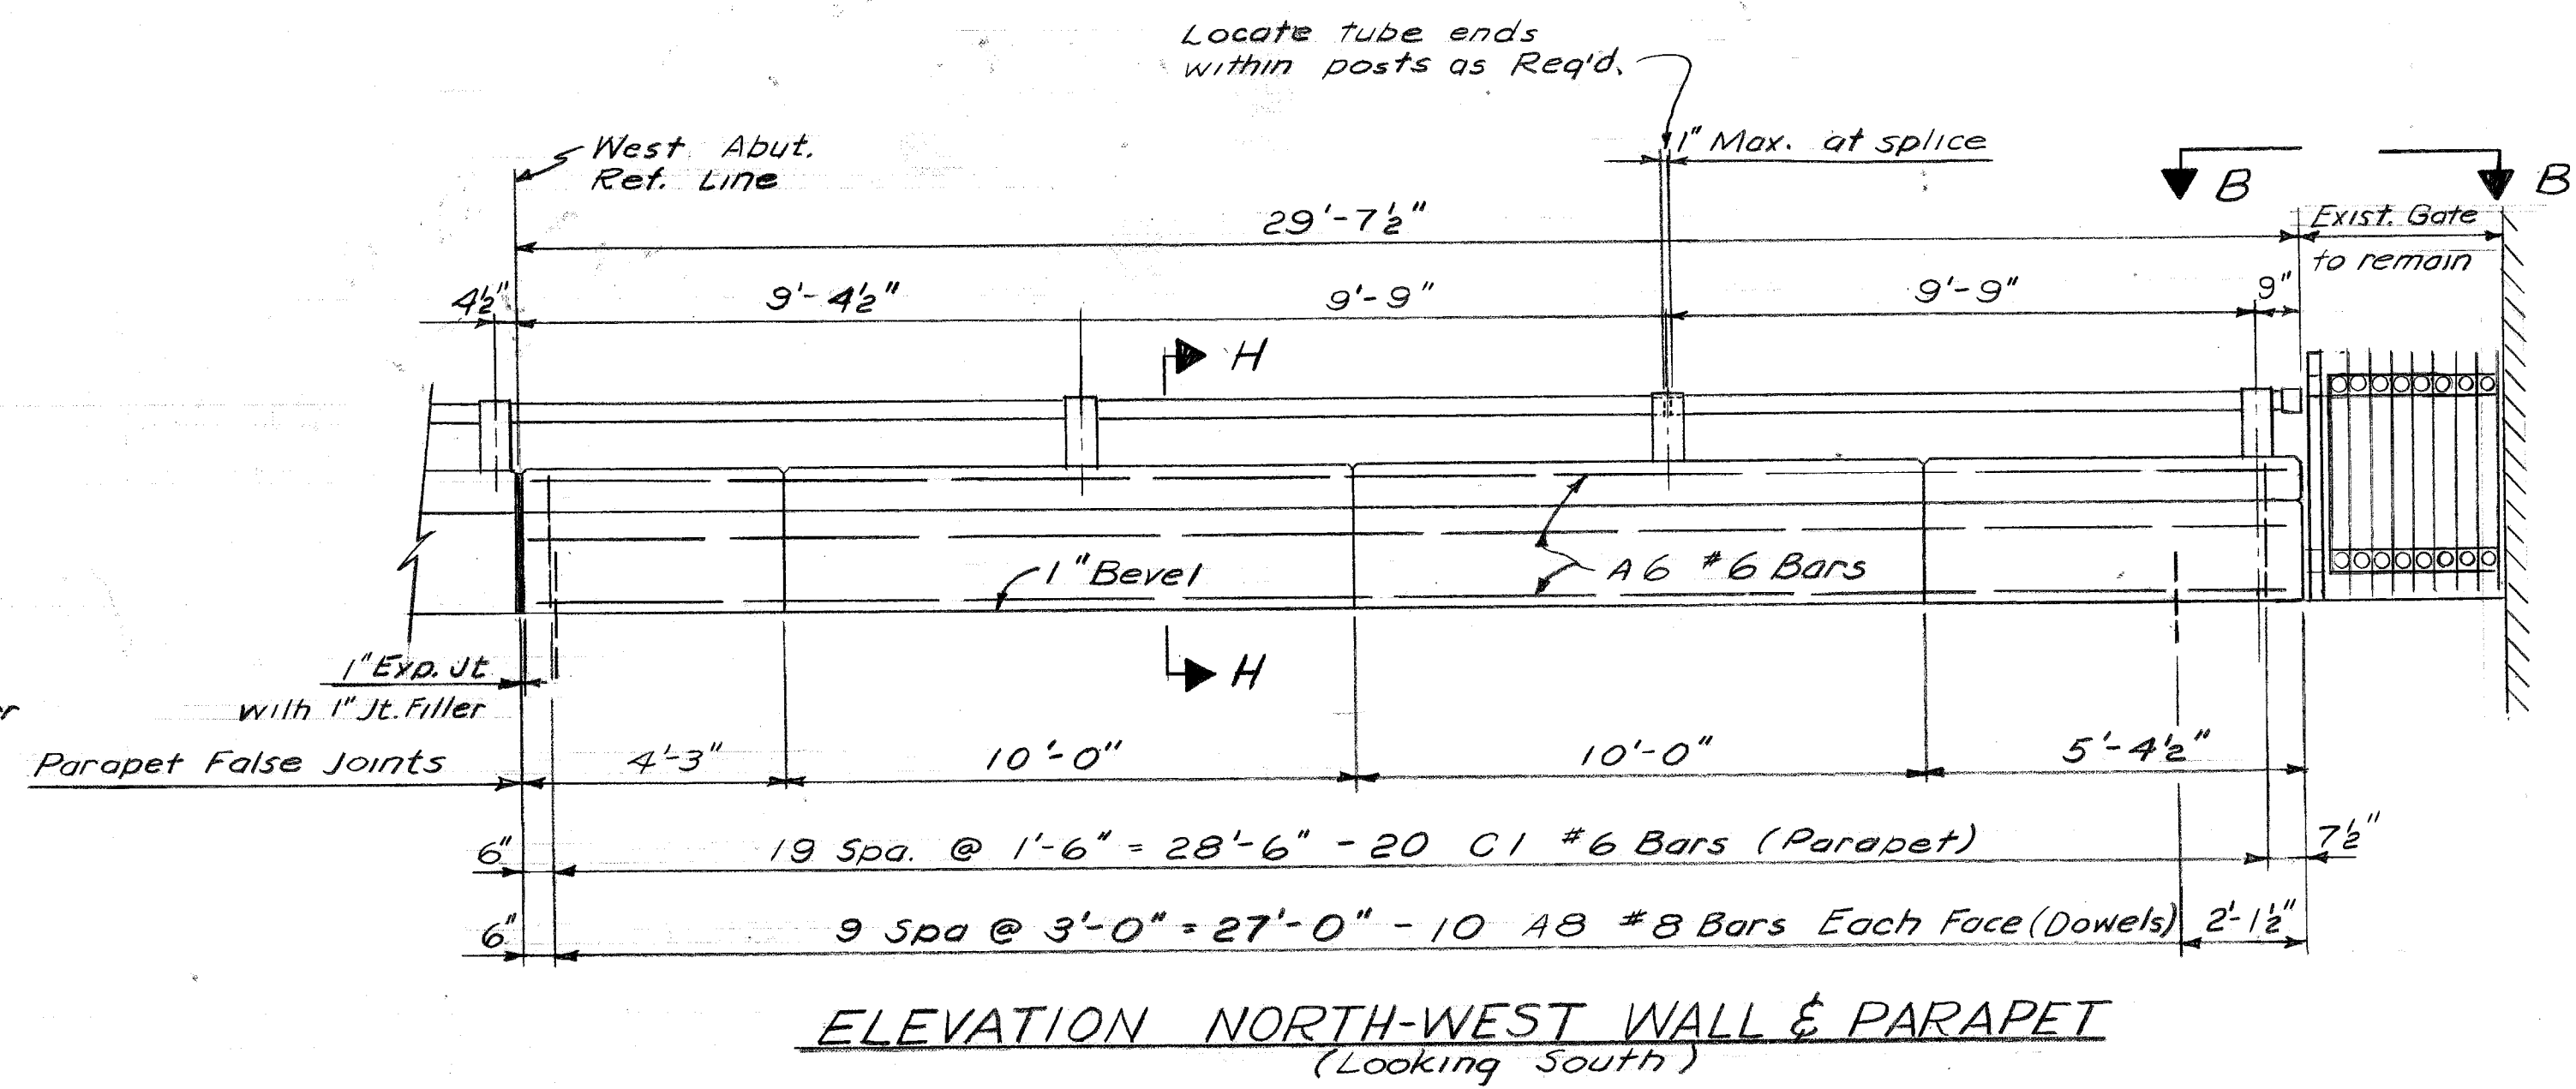 Locate tube ends
within posts as Req'd.
West Abut.
Ref. Line
1" Max. at splice
B
B
29'-7½"
Exist. Gate
to remain
4½"
9'-4½"
9'-9"
9'-9"
9"
H
1" Bevel
A6 #6 Bars
1" Exp. Jt
with 1" Jt. Filler
H
Parapet False Joints
4'-3"
10'-0"
10'-0"
5'-4½"
6"
19 Spa. @ 1'-6" = 28'-6" - 20 C1 #6 Bars (Parapet)
7½"
6"
9 Spa @ 3'-0" = 27'-0" - 10 A8 #8 Bars Each Face (Dowels)
2'-1½"
ELEVATION NORTH-WEST WALL & PARAPET
(Looking South)